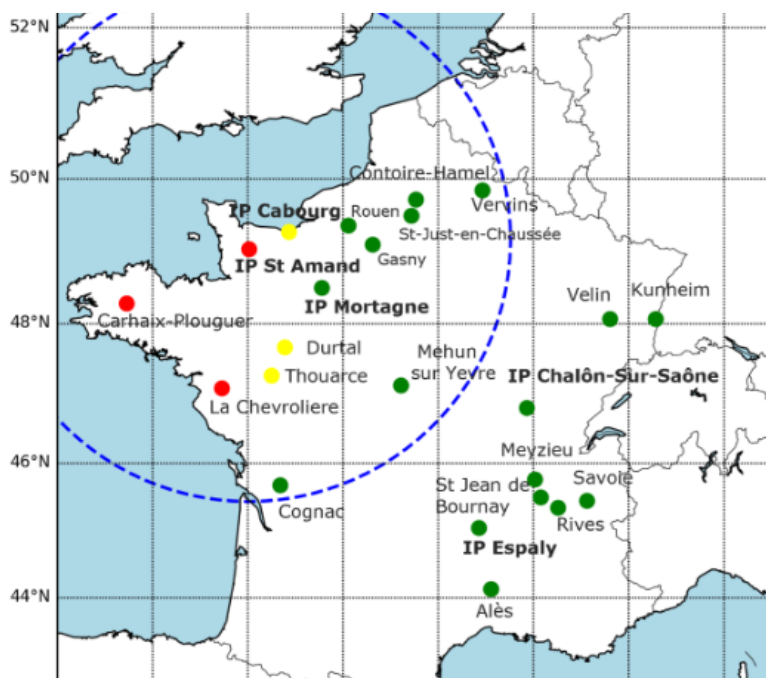 52°N
50°N
Contoire-Hamel
Vervins
IP Cabourg
Rouen
St-Just-en-Chaussée
Gasny
IP St Amand
IP Mortagne
Velin
Kunheim
48°N
Carhaix-Plouguer
Durtal
Mehun
sur Yevre
Thouarce
IP Chalôn-Sur-Saône
La Chevroliere
46°N
Meyzieu
St Jean de
Bournay
Savoie
Cognac
Rives
IP Espaly
44°N
Alès